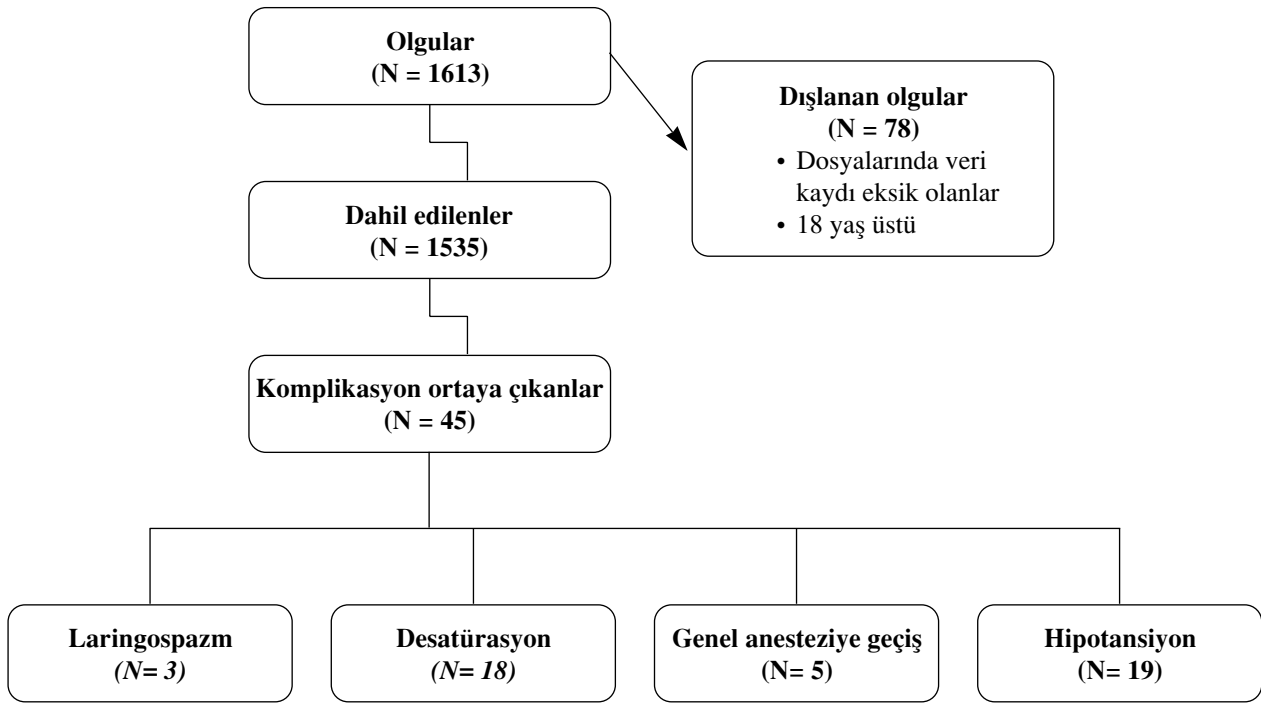 Olgular
(N = 1613)
Dışlanan olgular
(N = 78)
• Dosyalarında veri
kaydı eksik olanlar
• 18 yaş üstü
Dahil edilenler
(N = 1535)
Komplikasyon ortaya çıkanlar
(N = 45)
Laringospazm
(N= 3)
Desatürasyon
(N= 18)
Genel anesteziye geçiş
(N= 5)
Hipotansiyon
(N= 19)